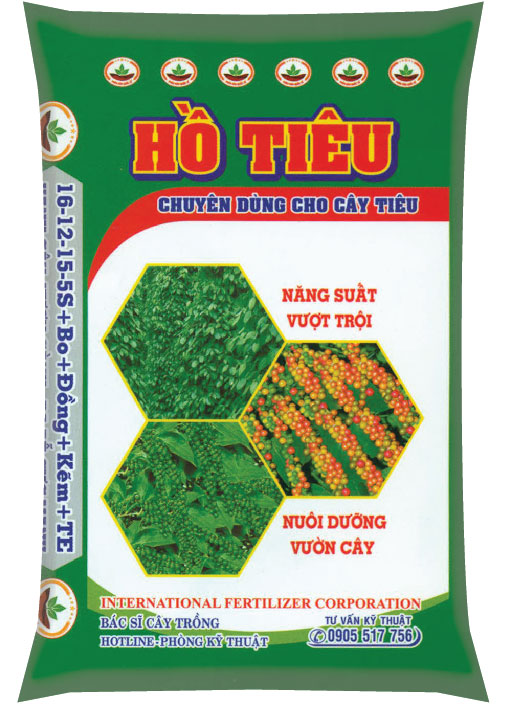 HỒ TIÊU
CHUYÊN DÙNG CHO CÂY TIÊU
16-12-15-5S+Bo+Đồng+Kẽm+TE
NĂNG SUẤT
VƯỢT TRỘI
NUÔI DƯỠNG
VƯỜN CÂY
INTERNATIONAL FERTILIZER CORPORATION
BÁC SĨ CÂY TRỒNG
HOTLINE-PHÒNG KỸ THUẬT
TƯ VẤN KỸ THUẬT
0905 517 756